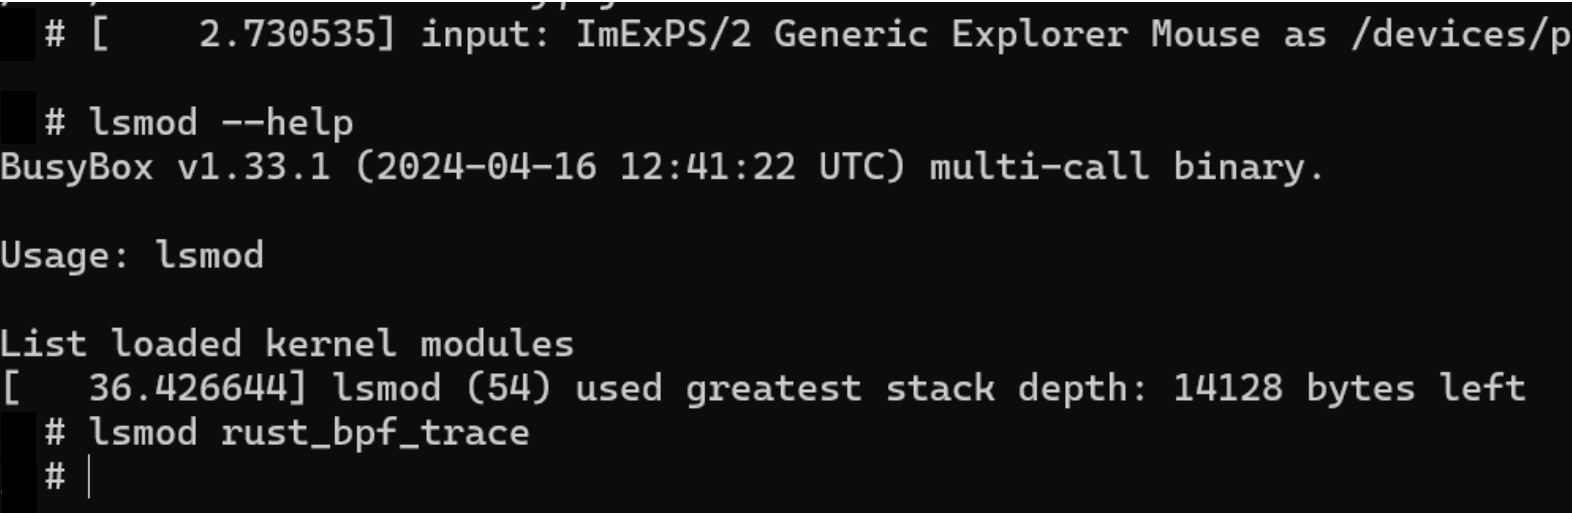 # [    2.730535] input: ImExPS/2 Generic Explorer Mouse as /devices/p
# lsmod --help
BusyBox v1.33.1 (2024-04-16 12:41:22 UTC) multi-call binary.
Usage: lsmod
List loaded kernel modules
[   36.426644] lsmod (54) used greatest stack depth: 14128 bytes left
# lsmod rust_bpf_trace
#